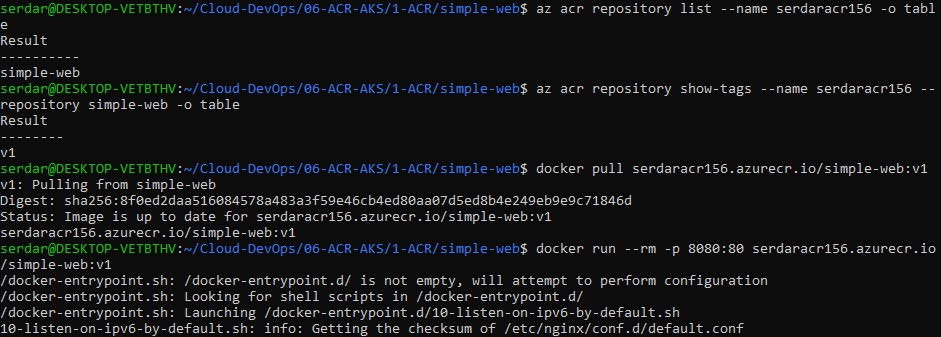 serdar@DESKTOP-VETBTHV:~/Cloud-DevOps/06-ACR-AKS/1-ACR/simple-web$ az acr repository list --name serdaracr156 -o tabl
e
Result
----------
simple-web
serdar@DESKTOP-VETBTHV:~/Cloud-DevOps/06-ACR-AKS/1-ACR/simple-web$ az acr repository show-tags --name serdaracr156 --
repository simple-web -o table
Result
--------
v1
serdar@DESKTOP-VETBTHV:~/Cloud-DevOps/06-ACR-AKS/1-ACR/simple-web$ docker pull serdaracr156.azurecr.io/simple-web:v1
v1: Pulling from simple-web
Digest: sha256:8f0ed2daa516084578a483a3f59e46cb4ed80aa07d5ed8b4e249eb9e9c71846d
Status: Image is up to date for serdaracr156.azurecr.io/simple-web:v1
serdaracr156.azurecr.io/simple-web:v1
serdar@DESKTOP-VETBTHV:~/Cloud-DevOps/06-ACR-AKS/1-ACR/simple-web$ docker run --rm -p 8080:80 serdaracr156.azurecr.io
/simple-web:v1
/docker-entrypoint.sh: /docker-entrypoint.d/ is not empty, will attempt to perform configuration
/docker-entrypoint.sh: Looking for shell scripts in /docker-entrypoint.d/
/docker-entrypoint.sh: Launching /docker-entrypoint.d/10-listen-on-ipv6-by-default.sh
10-listen-on-ipv6-by-default.sh: info: Getting the checksum of /etc/nginx/conf.d/default.conf